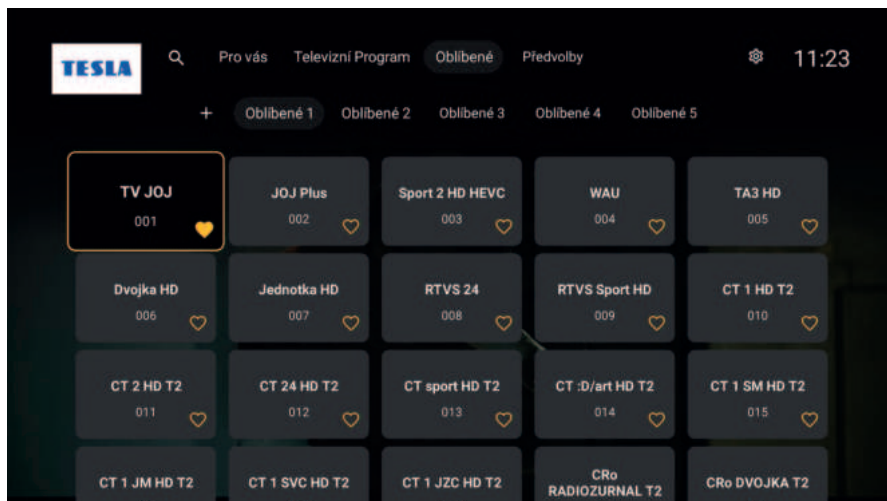 TESLA
Pro vás Televizní Program Oblíbené Předvolby 11:23
+ Oblíbené 1 Oblíbené 2 Oblíbené 3 Oblíbené 4 Oblíbené 5
TV JOJ JOJ Plus Sport 2 HD HEVC WAU TA3 HD
001 002 003 004 005
Dvojka HD Jednotka HD RTVS 24 RTVS Sport HD CT 1 HD T2
006 007 008 009 010
CT 2 HD T2 CT 24 HD T2 CT sport HD T2 CT :D/art HD T2 CT 1 SM HD T2
011 012 013 014 015
CT 1 JM HD T2 CT 1 SVC HD T2 CT 1 JZC HD T2 CRo RADIOZURNAL T2 CRo DVOJKA T2